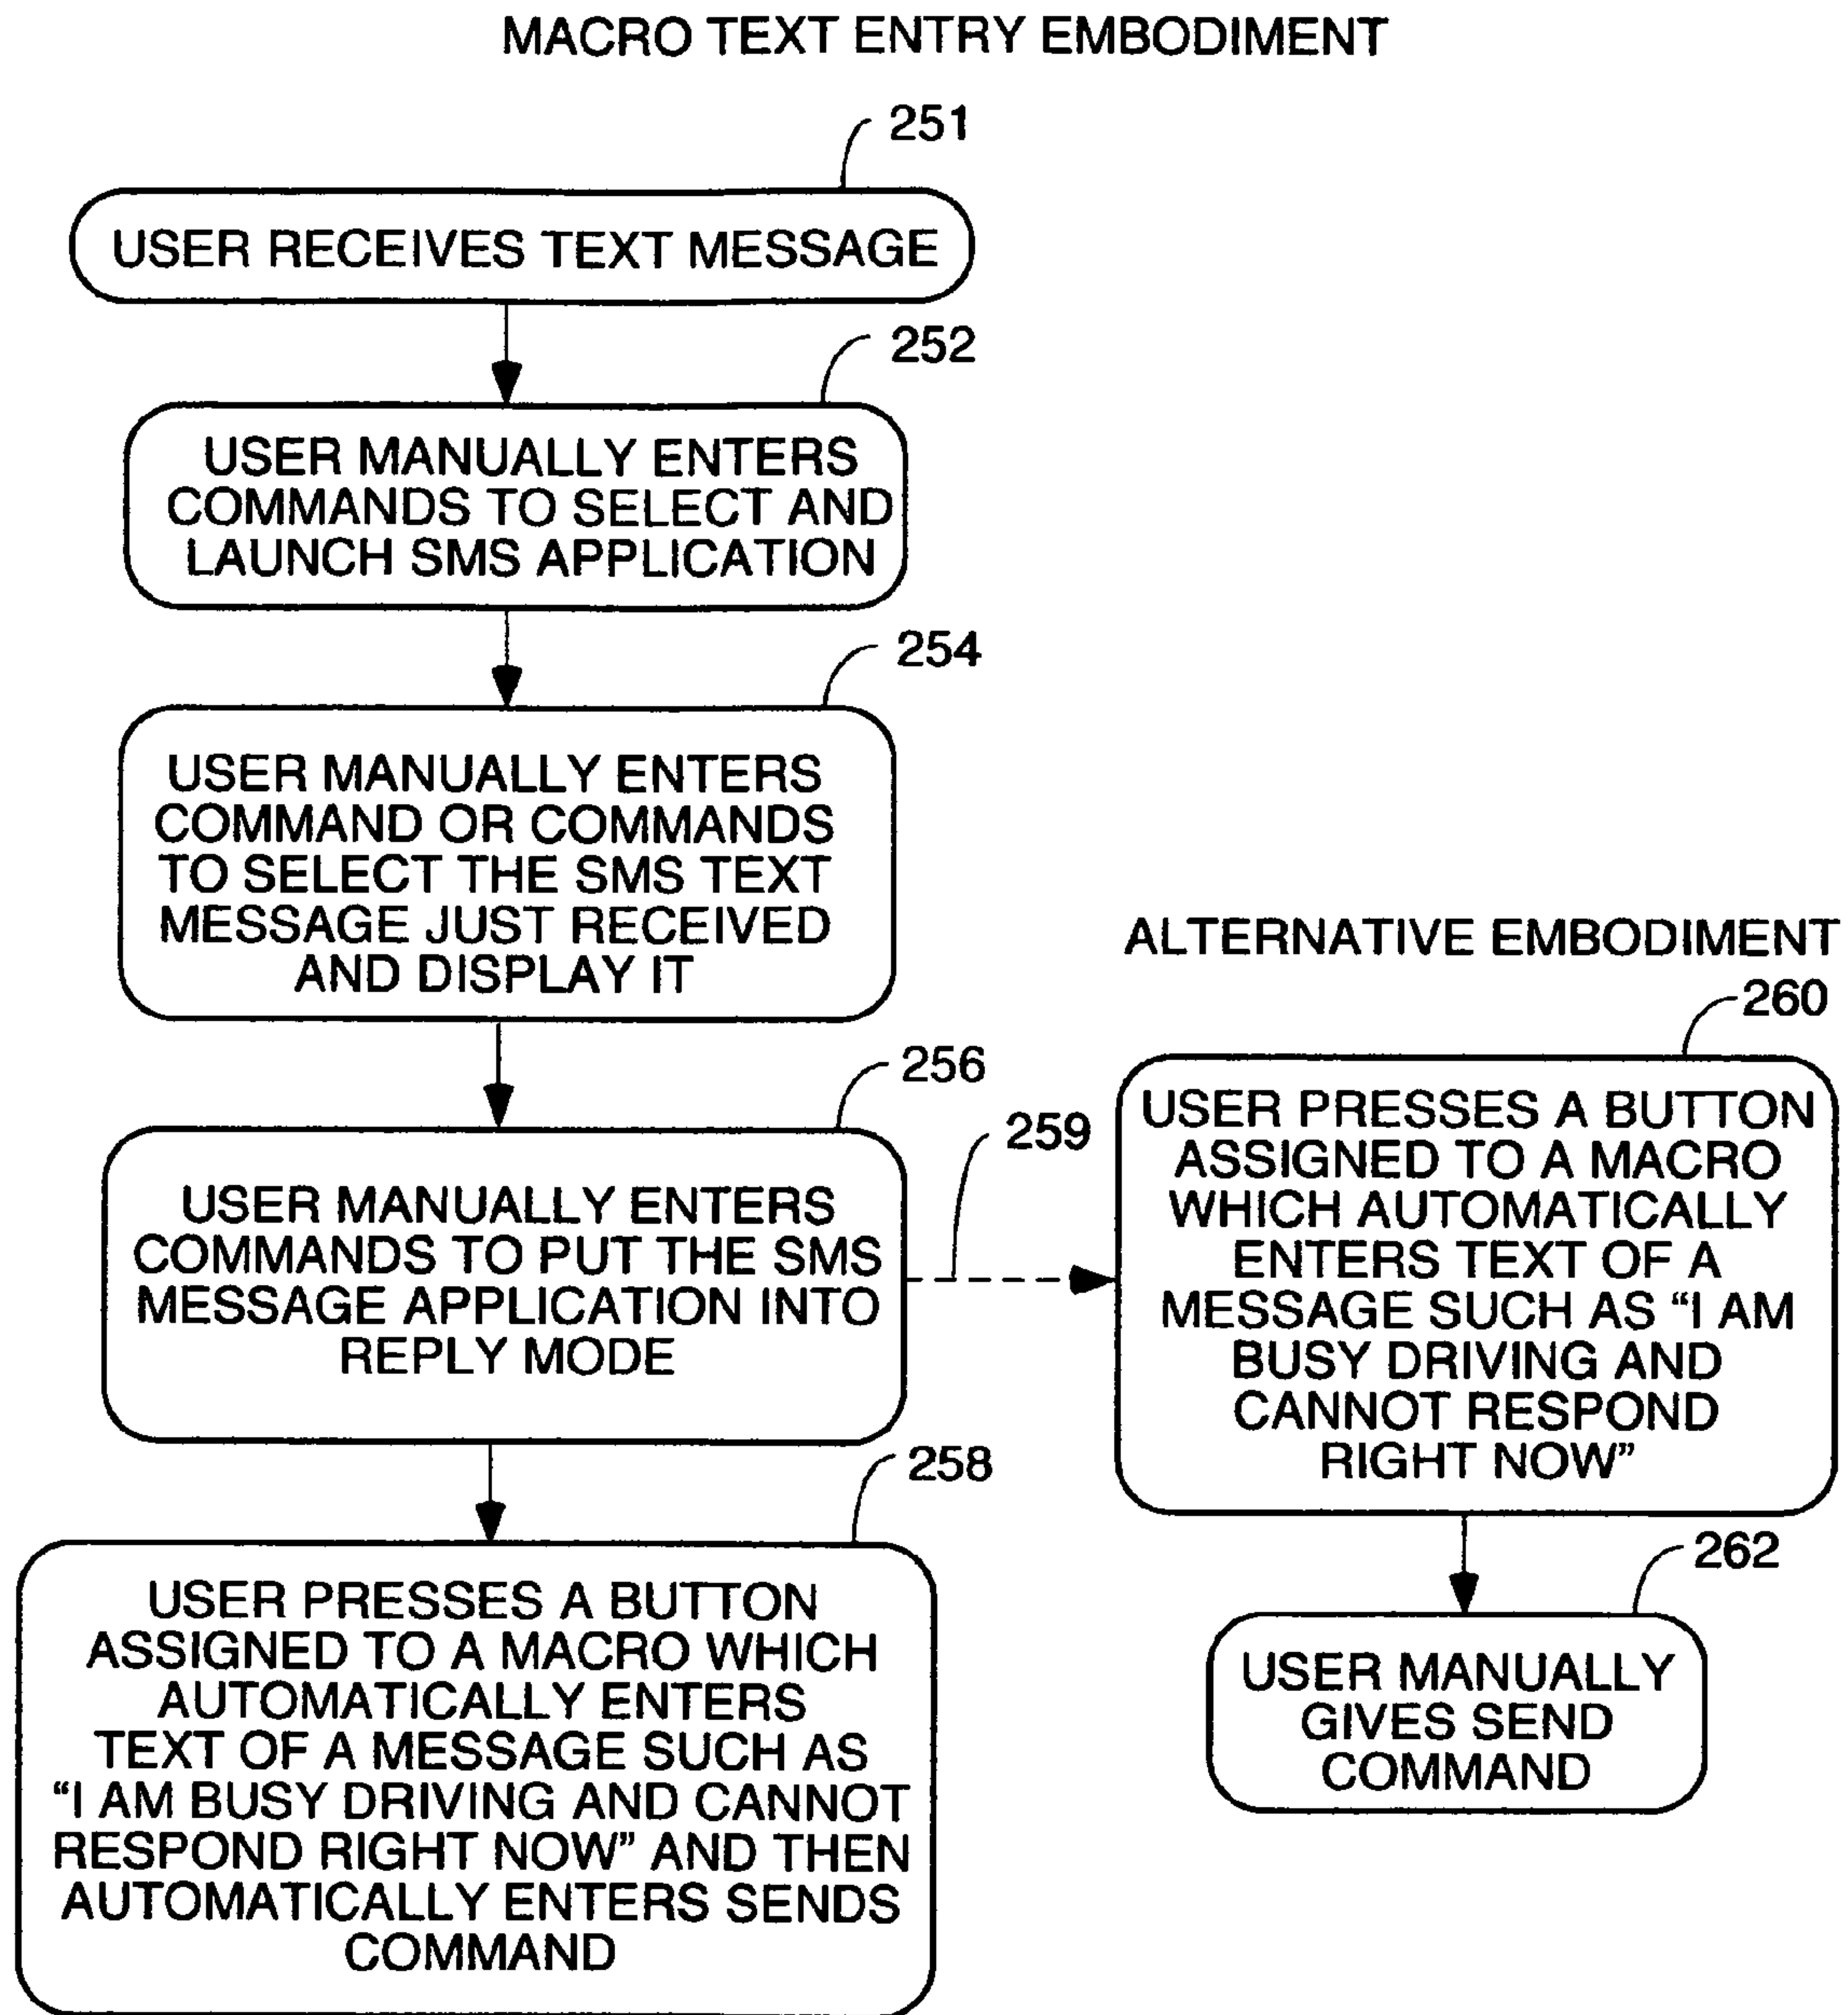 MACRO TEXT ENTRY EMBODIMENT
251
USER RECEIVES TEXT MESSAGE
252
USER MANUALLY ENTERS
COMMANDS TO SELECT AND
LAUNCH SMS APPLICATION
254
USER MANUALLY ENTERS
COMMAND OR COMMANDS
TO SELECT THE SMS TEXT
MESSAGE JUST RECEIVED
AND DISPLAY IT
256
USER MANUALLY ENTERS
COMMANDS TO PUT THE SMS
MESSAGE APPLICATION INTO
REPLY MODE
258
USER PRESSES A BUTTON
ASSIGNED TO A MACRO WHICH
AUTOMATICALLY ENTERS
TEXT OF A MESSAGE SUCH AS
“I AM BUSY DRIVING AND CANNOT
RESPOND RIGHT NOW” AND THEN
AUTOMATICALLY ENTERS SENDS
COMMAND
259
ALTERNATIVE EMBODIMENT
260
USER PRESSES A BUTTON
ASSIGNED TO A MACRO
WHICH AUTOMATICALLY
ENTERS TEXT OF A
MESSAGE SUCH AS “I AM
BUSY DRIVING AND
CANNOT RESPOND
RIGHT NOW”
262
USER MANUALLY
GIVES SEND
COMMAND